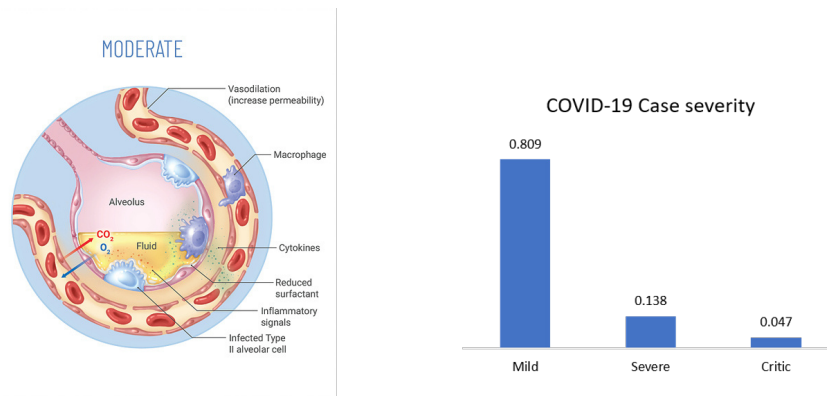 MODERATE
Vasodilation
(increase permeability)
Macrophage
Alveolus
CO2
O2
Fluid
Cytokines
Reduced
surfactant
Inflammatory
signals
Infected Type
II alveolar cell
COVID-19 Case severity
0.809
0.138
0.047
Mild
Severe
Critic